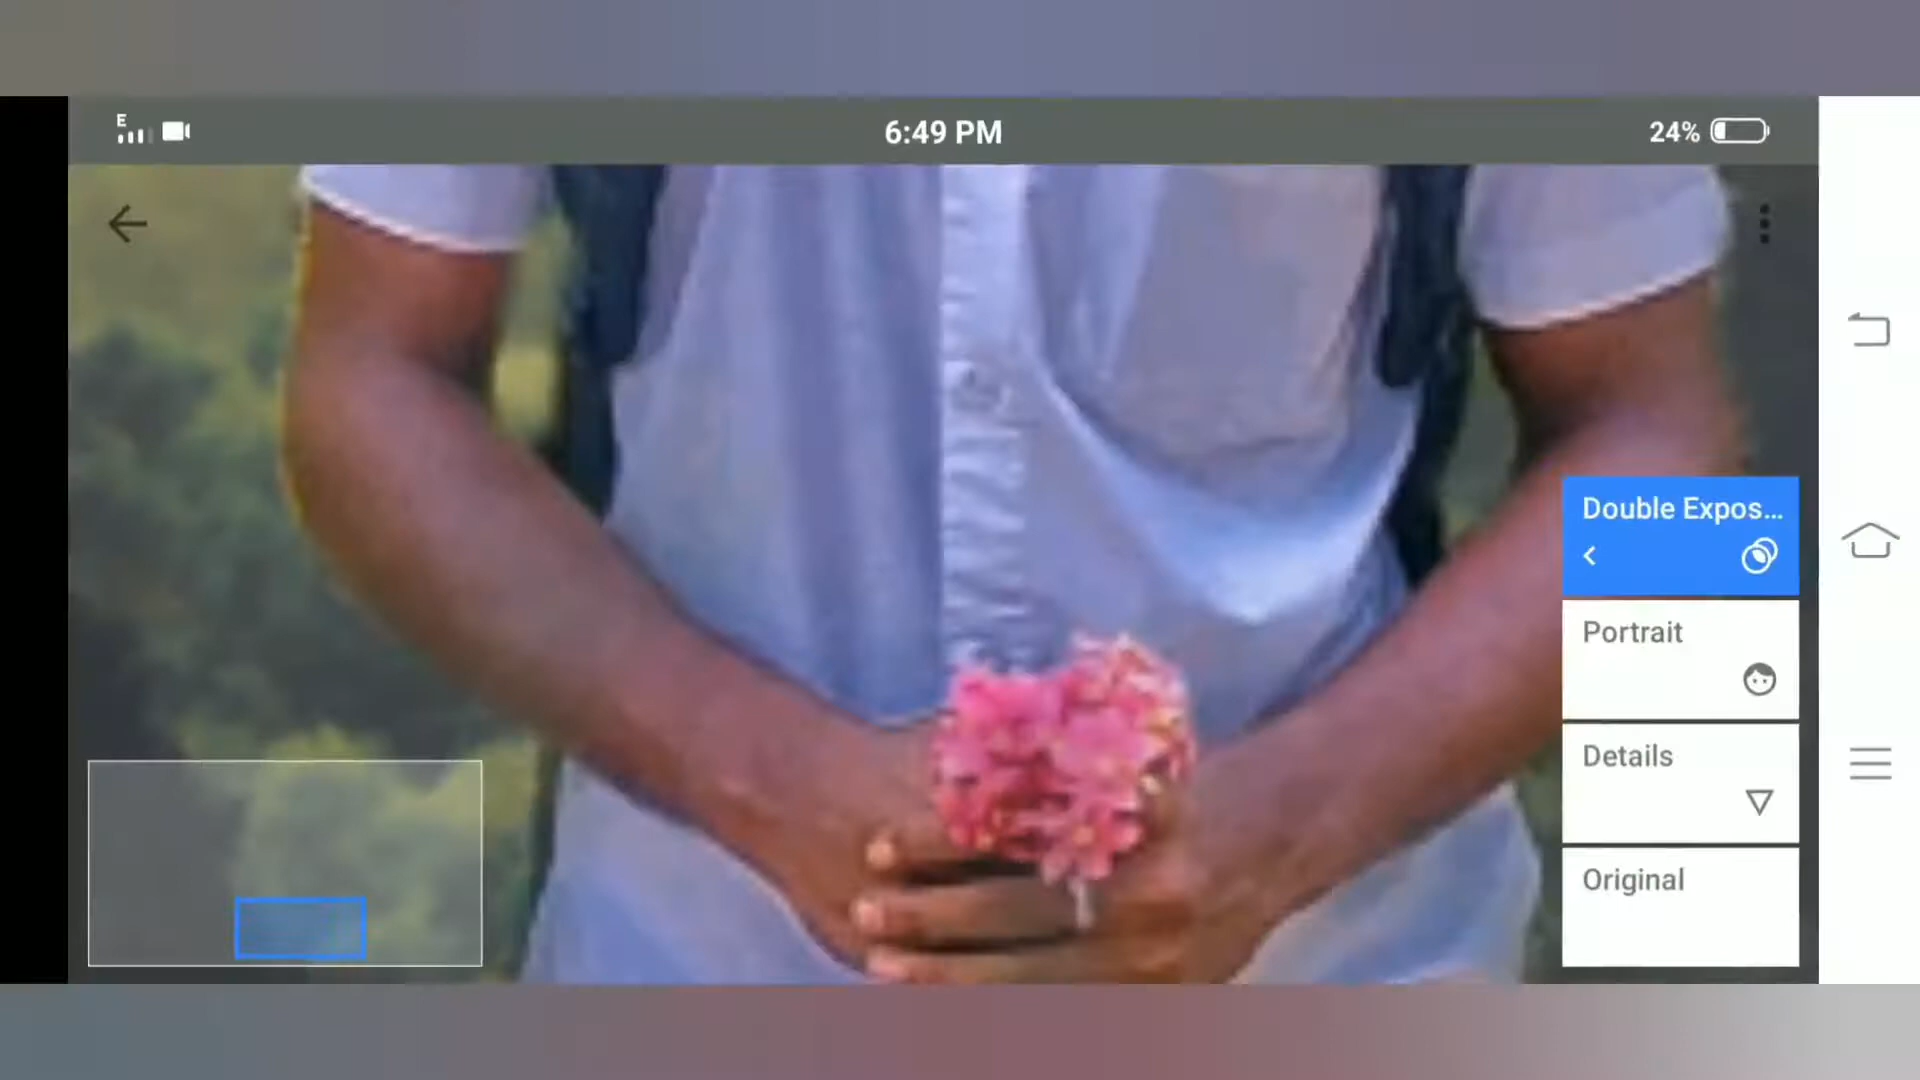 E
6:49 PM
24%
Double Expos...
Portrait
Details
Original